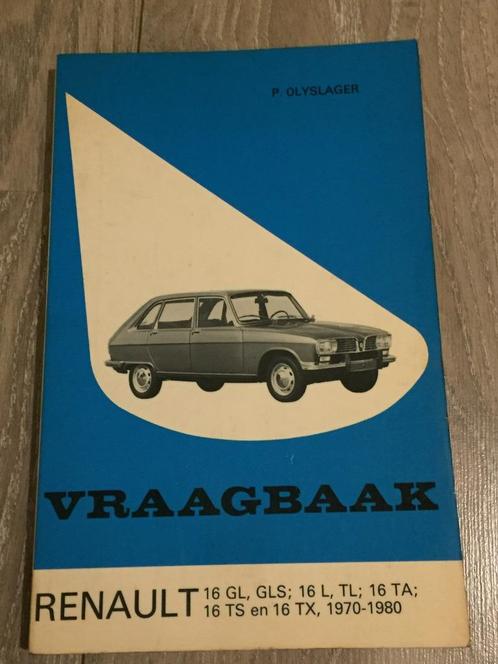 P. OLYSLAGER
VRAAGBAAK
RENAULT 16 GL, GLS; 16 L, TL; 16 TA;
16 TS en 16 TX, 1970-1980